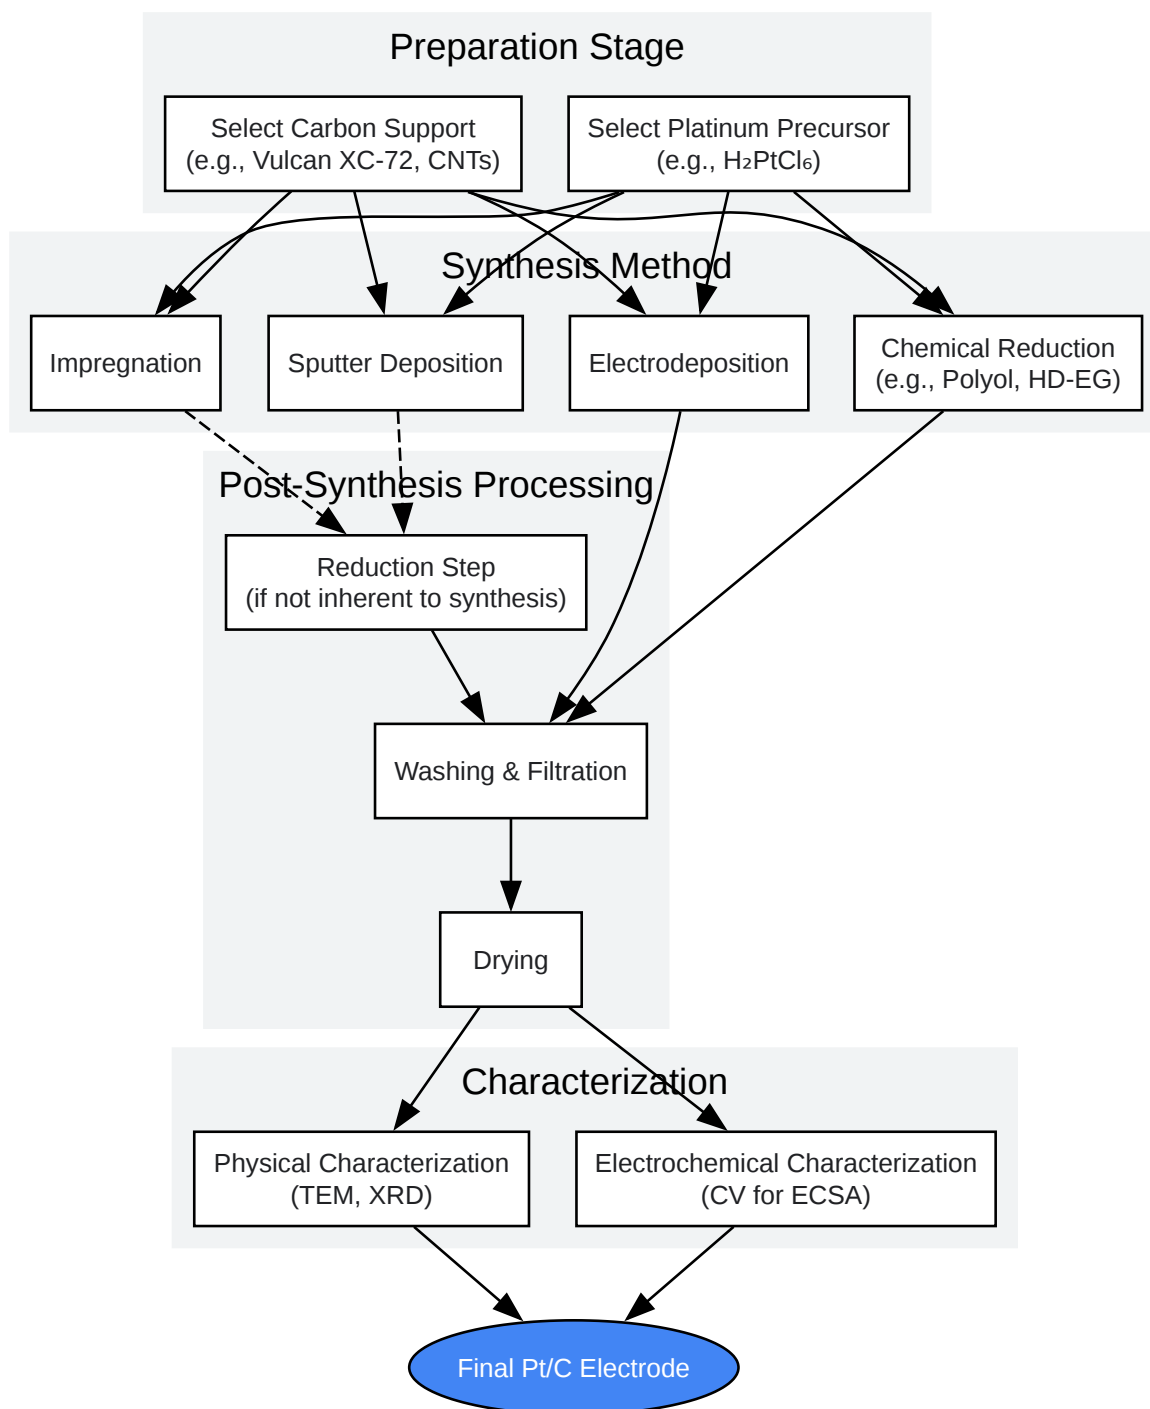 Preparation Stage
Select Carbon Support
(e.g., Vulcan XC-72, CNTs)
Select Platinum Precursor
(e.g., H₂PtCl₆)
Synthesis Method
Impregnation
Sputter Deposition
Electrodeposition
Chemical Reduction
(e.g., Polyol, HD-EG)
Post-Synthesis Processing
Reduction Step
(if not inherent to synthesis)
Washing & Filtration
Drying
Characterization
Physical Characterization
(TEM, XRD)
Electrochemical Characterization
(CV for ECSA)
Final Pt/C Electrode